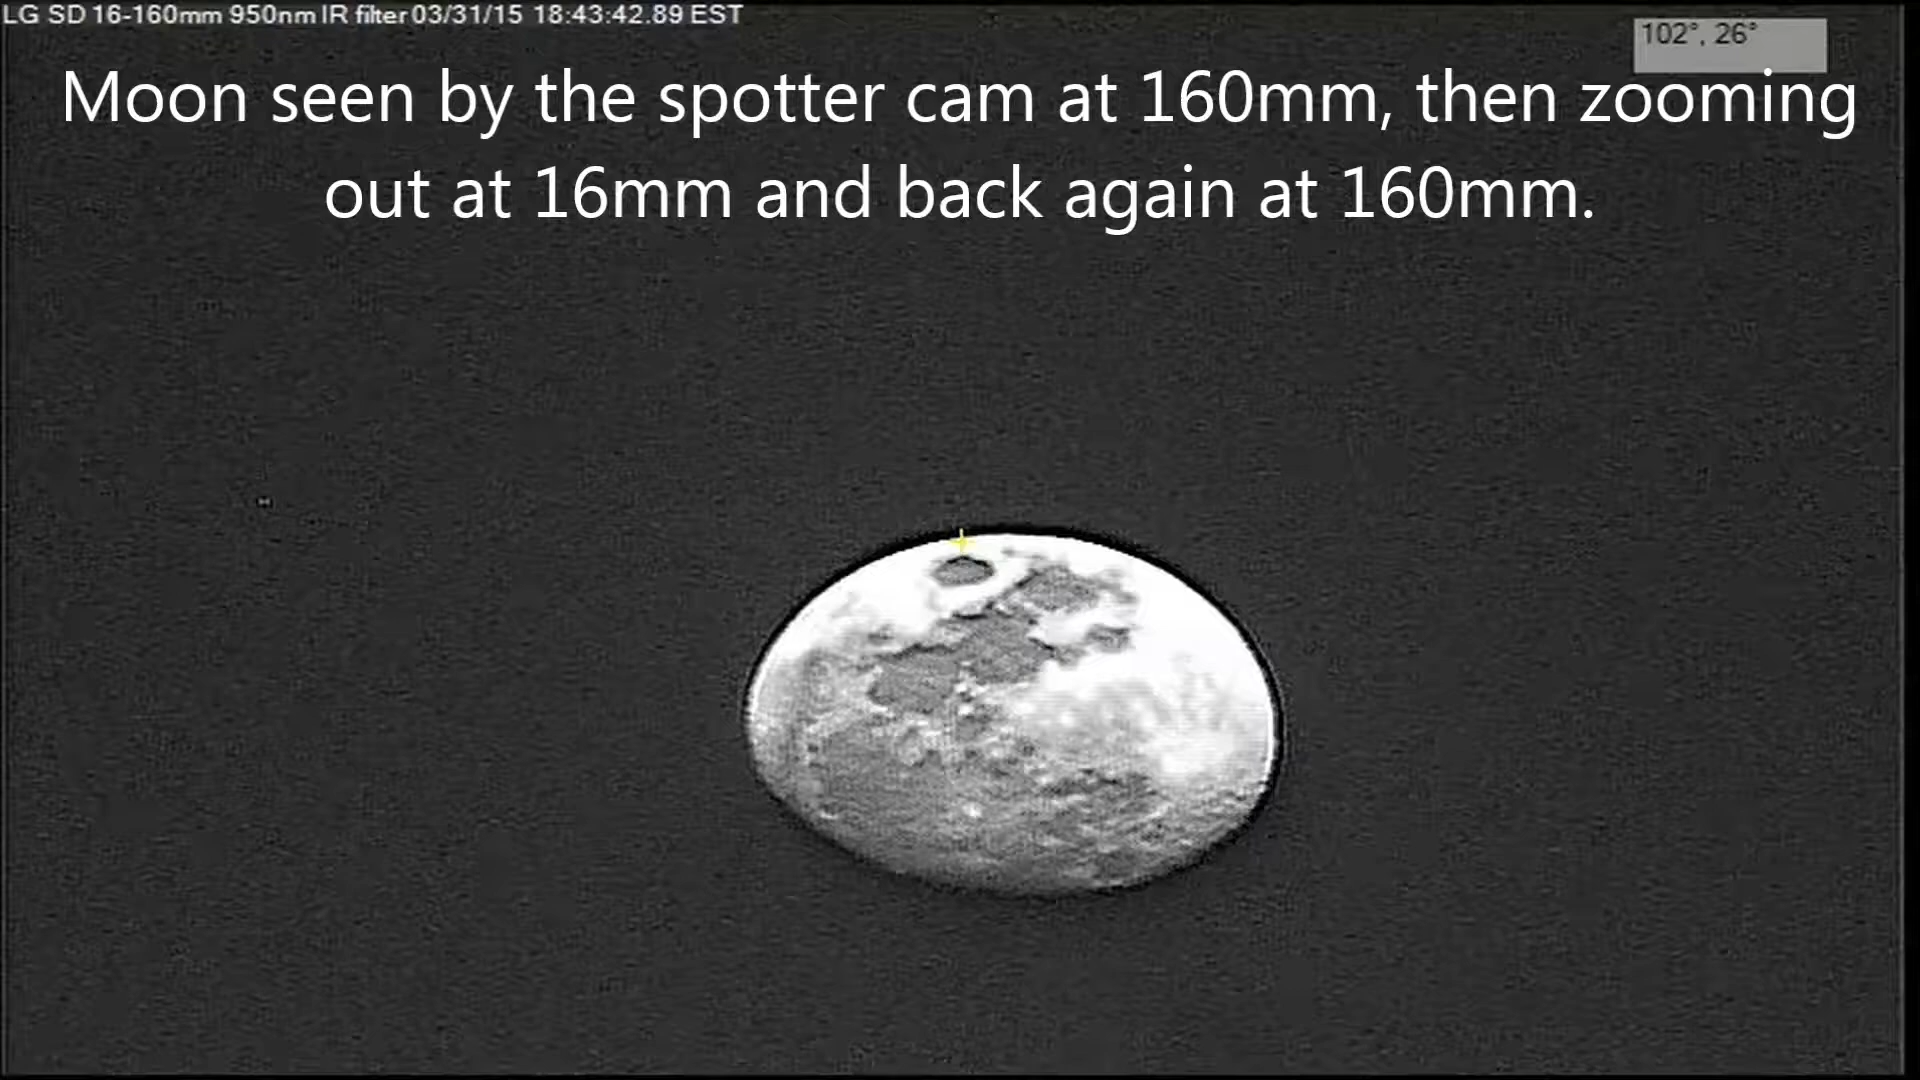 LG SD 16-160mm 950nm IR filter 03/31/15 18:43:42.89 EST
102°, 26°
Moon seen by the spotter cam at 160mm, then zooming
out at 16mm and back again at 160mm.